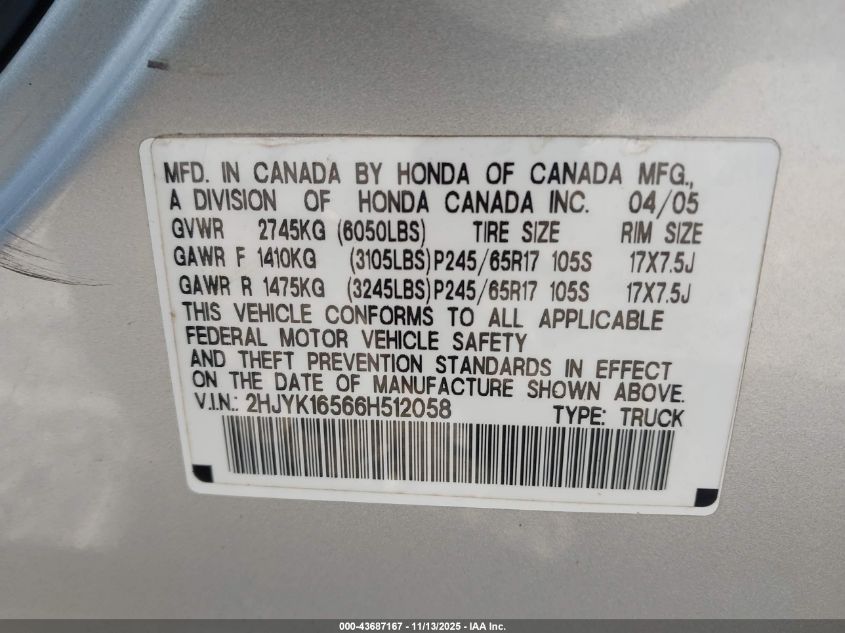 MFD. IN CANADA BY HONDA OF CANADA MFG.,
A DIVISION OF HONDA CANADA INC. 04/05
GVWR 2745KG (6050LBS) TIRE SIZE RIM SIZE
GAWR F 1410KG (3105LBS) P245/65R17 105S 17X7.5J
GAWR R 1475KG (3245LBS) P245/65R17 105S 17X7.5J
THIS VEHICLE CONFORMS TO ALL APPLICABLE
FEDERAL MOTOR VEHICLE SAFETY
AND THEFT PREVENTION STANDARDS IN EFFECT
ON THE DATE OF MANUFACTURE SHOWN ABOVE.
V.I.N.: 2HJYK16566H512058 TYPE: TRUCK
000-43687167 - 11/13/2025 - IAA Inc.